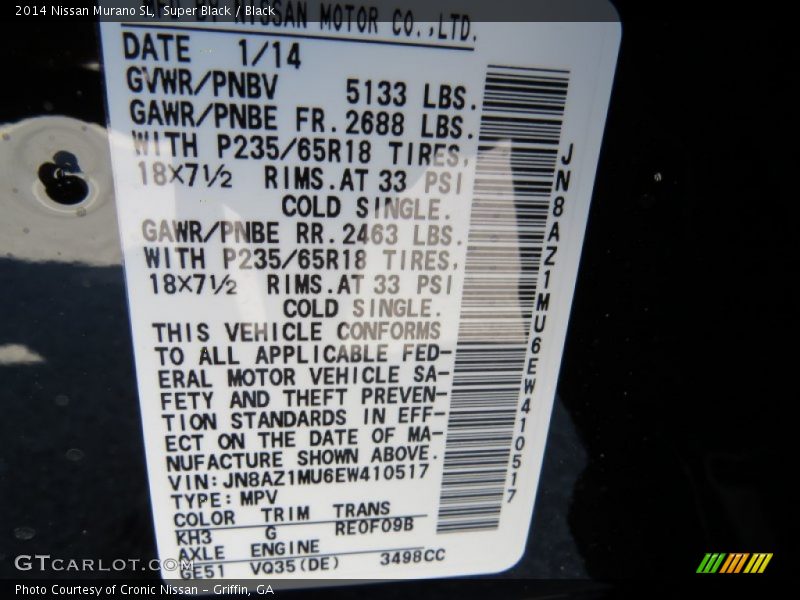 2014 Nissan Murano SL, Super Black / Black
BY NISSAN MOTOR CO.,LTD.
DATE 1/14
GVWR/PNBV 5133 LBS.
GAWR/PNBE FR. 2688 LBS.
WITH P235/65R18 TIRES,
18X7½ RIMS.AT 33 PSI
COLD SINGLE.
GAWR/PNBE RR. 2463 LBS.
WITH P235/65R18 TIRES,
18X7½ RIMS.AT 33 PSI
COLD SINGLE.
THIS VEHICLE CONFORMS
TO ALL APPLICABLE FED-
ERAL MOTOR VEHICLE SA-
FETY AND THEFT PREVEN-
TION STANDARDS IN EFF-
ECT ON THE DATE OF MA-
NUFACTURE SHOWN ABOVE.
VIN:JN8AZ1MU6EW410517
TYPE:MPV
COLOR TRIM TRANS
KH3 G RE0F09B
AXLE ENGINE
GE51 VQ35(DE) 3498CC
JN8AZ1MU6EW410517
GTCarLot.com
Photo Courtesy of Cronic Nissan – Griffin, GA